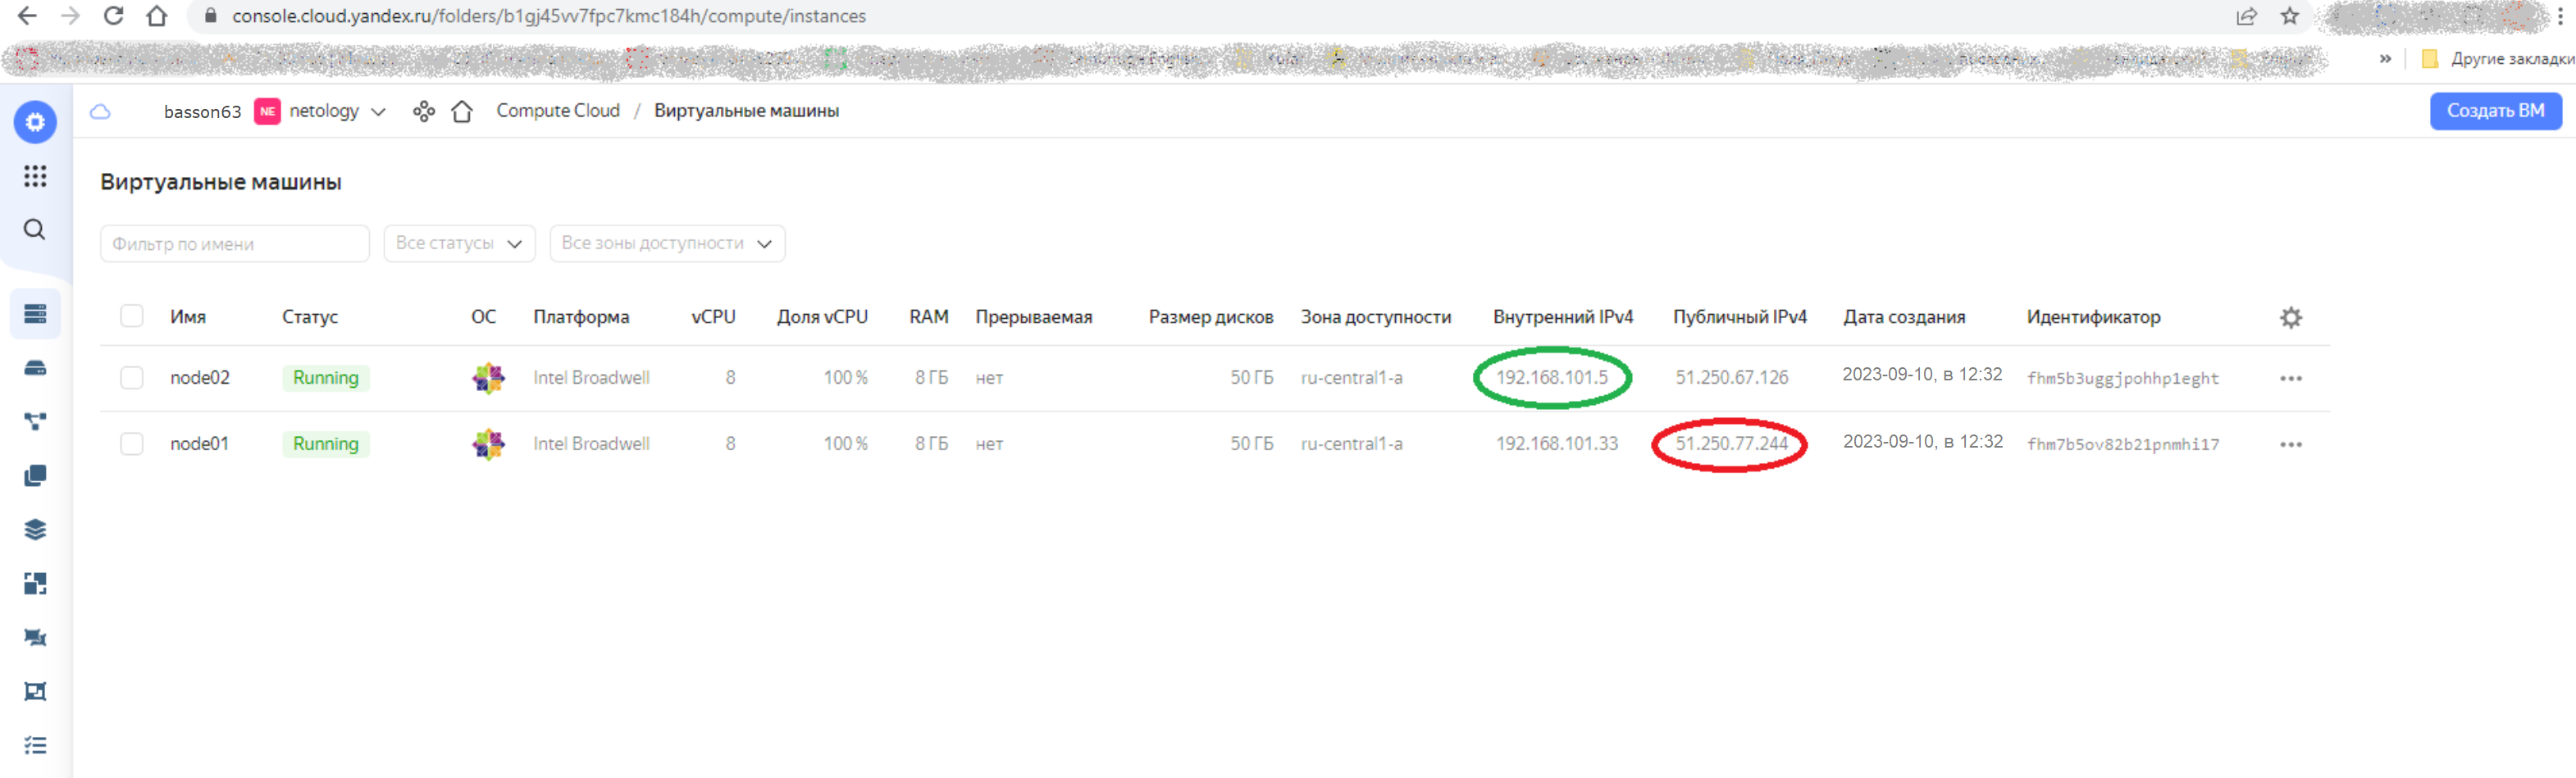 console.cloud.yandex.ru/folders/b1gj45vv7fpc7kmc184h/compute/instances
» Другие закладки
basson63 NE netology Compute Cloud / Виртуальные машины Создать ВМ
Виртуальные машины
Фильтр по имени Все статусы Все зоны доступности
Имя Статус ОС Платформа vCPU Доля vCPU RAM Прерываемая Размер дисков Зона доступности Внутренний IPv4 Публичный IPv4 Дата создания Идентификатор
node02 Running Intel Broadwell 8 100 % 8 ГБ нет 50 ГБ ru-central1-a 192.168.101.5 51.250.67.126 2023-09-10, в 12:32 fhm5b3uggjpohhp1eght
node01 Running Intel Broadwell 8 100 % 8 ГБ нет 50 ГБ ru-central1-a 192.168.101.33 51.250.77.244 2023-09-10, в 12:32 fhm7b5ov82b21pnmhi17